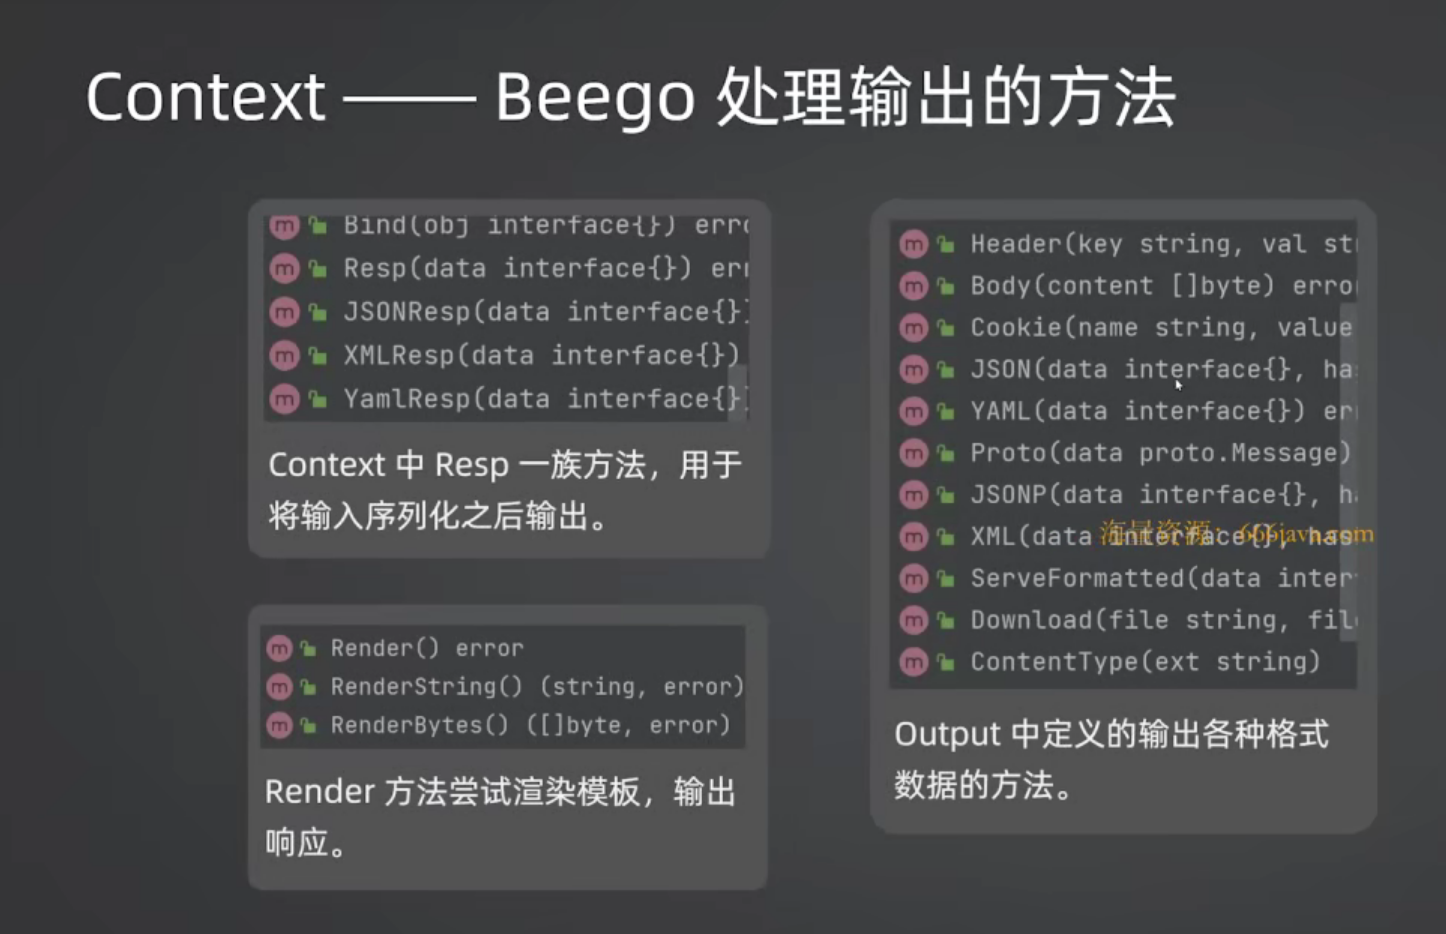 Context —— Beego 处理输出的方法
Bind(obj interface{}) erro
Resp(data interface{}) err
JSONResp(data interface{})
XMLResp(data interface{})
YamlResp(data interface{})
Context 中 Resp 一族方法，用于
将输入序列化之后输出。
Render() error
RenderString() (string, error)
RenderBytes() ([]byte, error)
Render 方法尝试渲染模板，输出
响应。
Header(key string, val str
Body(content []byte) erro
Cookie(name string, value
JSON(data interface{}, has
YAML(data interface{}) err
Proto(data proto.Message)
JSONP(data interface{}, ha
XML(data interface{}, has
海量资源：666java.com
ServeFormatted(data inter
Download(file string, file
ContentType(ext string)
Output 中定义的输出各种格式
数据的方法。